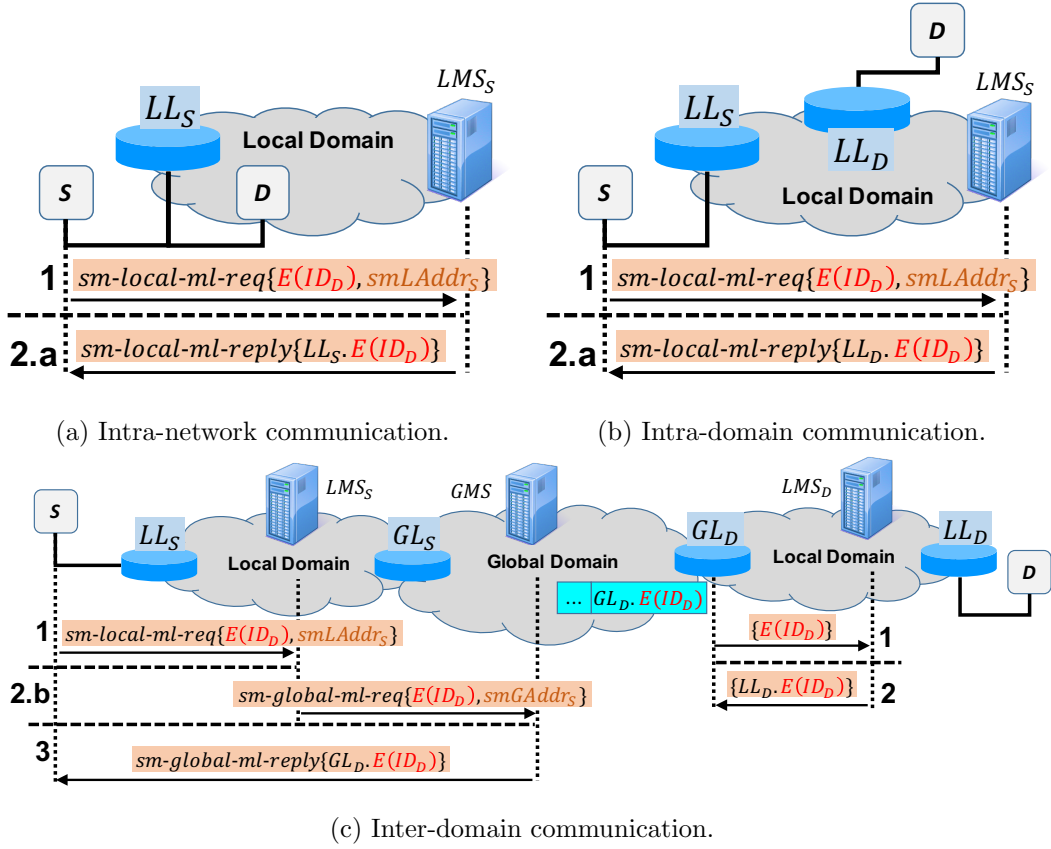 D
LMS_S
LL_S
Local Domain
S
D
1 sm-local-ml-req{E(ID_D), smLAddr_S}
2.a sm-local-ml-reply{LL_S.E(ID_D)}
(a) Intra-network communication.
LMS_S
LL_S
LL_D
Local Domain
S
1 sm-local-ml-req{E(ID_D), smLAddr_S}
2.a sm-local-ml-reply{LL_D.E(ID_D)}
(b) Intra-domain communication.
S
LMS_S
GMS
LMS_D
LL_S
Local Domain
GL_S
Global Domain
GL_D
Local Domain
LL_D
D
... GL_D.E(ID_D)
1 sm-local-ml-req{E(ID_D), smLAddr_S}
{E(ID_D)} 1
2.b sm-global-ml-req{E(ID_D), smGAddr_S}
{LL_D.E(ID_D)} 2
3 sm-global-ml-reply{GL_D.E(ID_D)}
(c) Inter-domain communication.